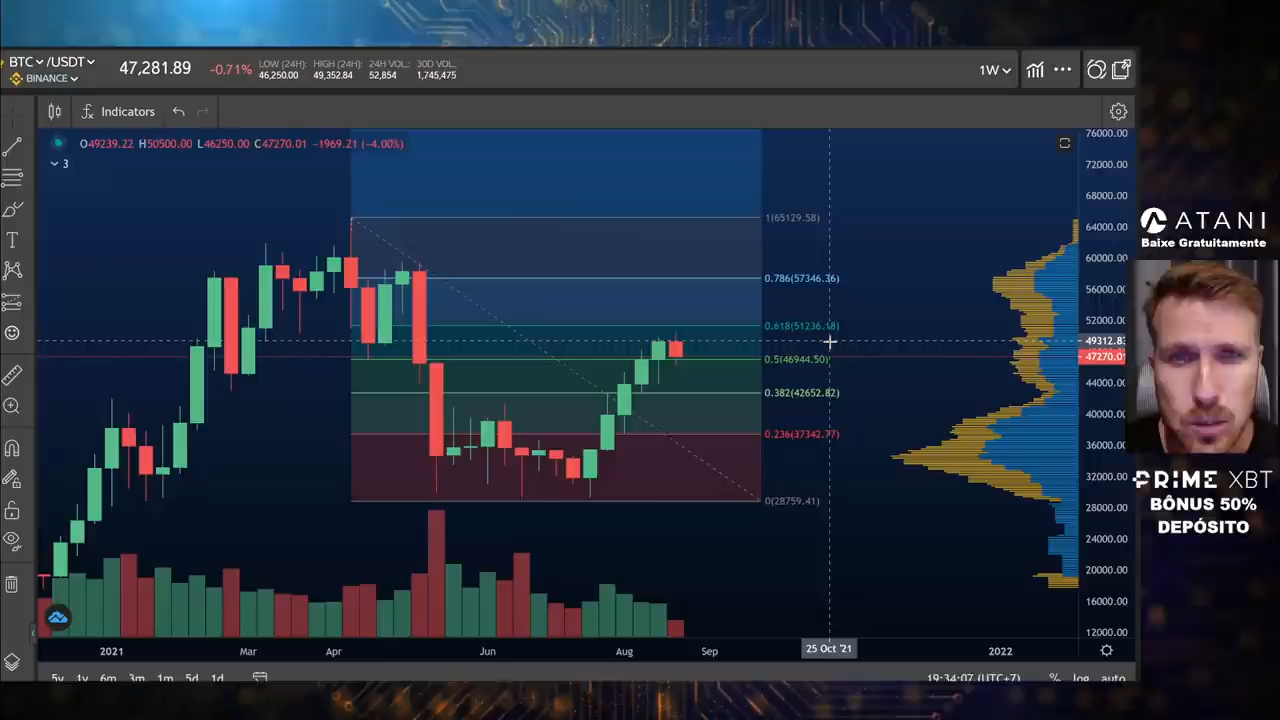 BTC /USDT
BINANCE
47,281.89
-0.71%
LOW (24H):
46,250.00
HIGH (24H):
49,352.84
24H VOL.
52,854
30D VOL.
1,745,475
1W
Indicators
O49239.22 H50500.00 L46250.00 C47270.01 −1969.21 (−4.00%)
3
1(65129.58)
0.786(57346.36)
0.618(51236.18)
0.5(46944.50)
0.382(42652.82)
0.236(37342.77)
0(28759.41)
76000.00
72000.00
68000.00
64000.00
60000.00
56000.00
52000.00
49312.83
47270.01
44000.00
40000.00
36000.00
32000.00
28000.00
24000.00
20000.00
16000.00
12000.00
2021
Mar
Apr
Jun
Aug
Sep
25 Oct '21
2022
5y 1y 6m 3m 1m 5d 1d
19:34:07 (UTC+7)
% log auto
ATANI
Baixe Gratuitamente
PRIME XBT
BÔNUS 50%
DEPÓSITO